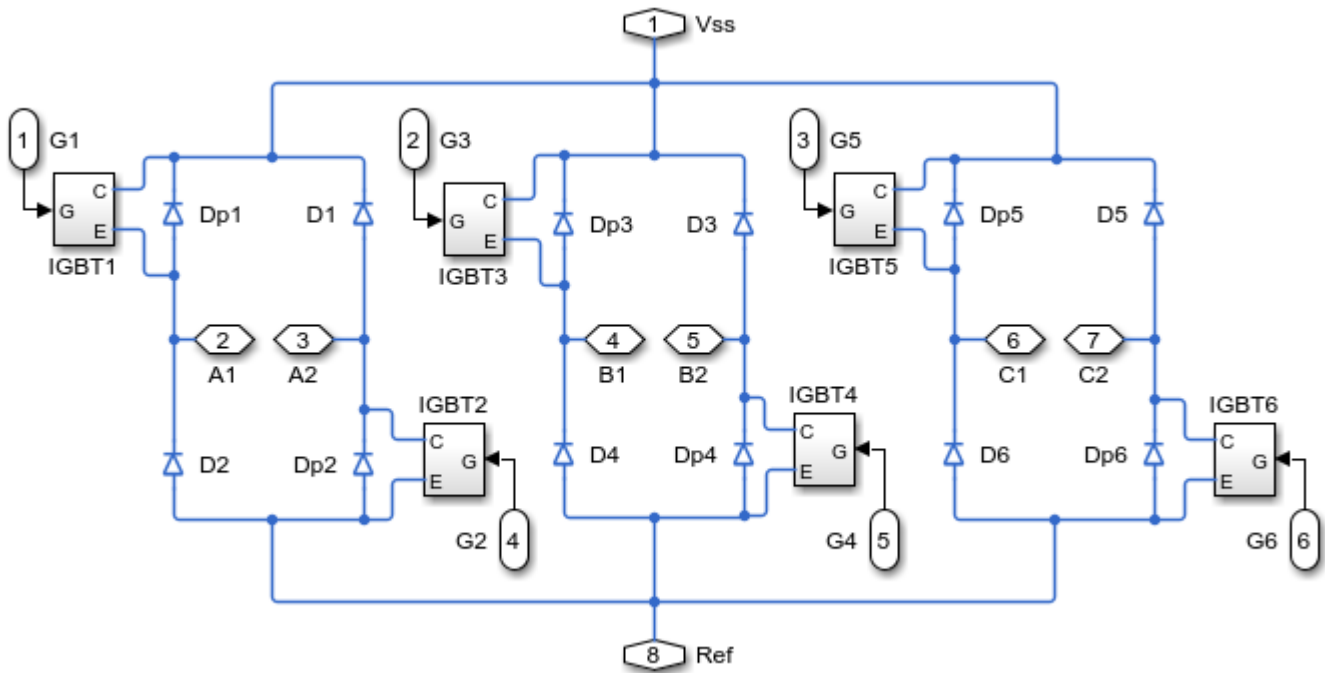 1 Vss
1 G1
2 G3
3 G5
G C E
IGBT1
Dp1
D1
G C E
IGBT3
Dp3
D3
G C E
IGBT5
Dp5
D5
2
A1
3
A2
4
B1
5
B2
6
C1
7
C2
D2
Dp2
IGBT2
C G E
G2 4
D4
Dp4
IGBT4
C G E
G4 5
D6
Dp6
IGBT6
C G E
G6 6
8 Ref